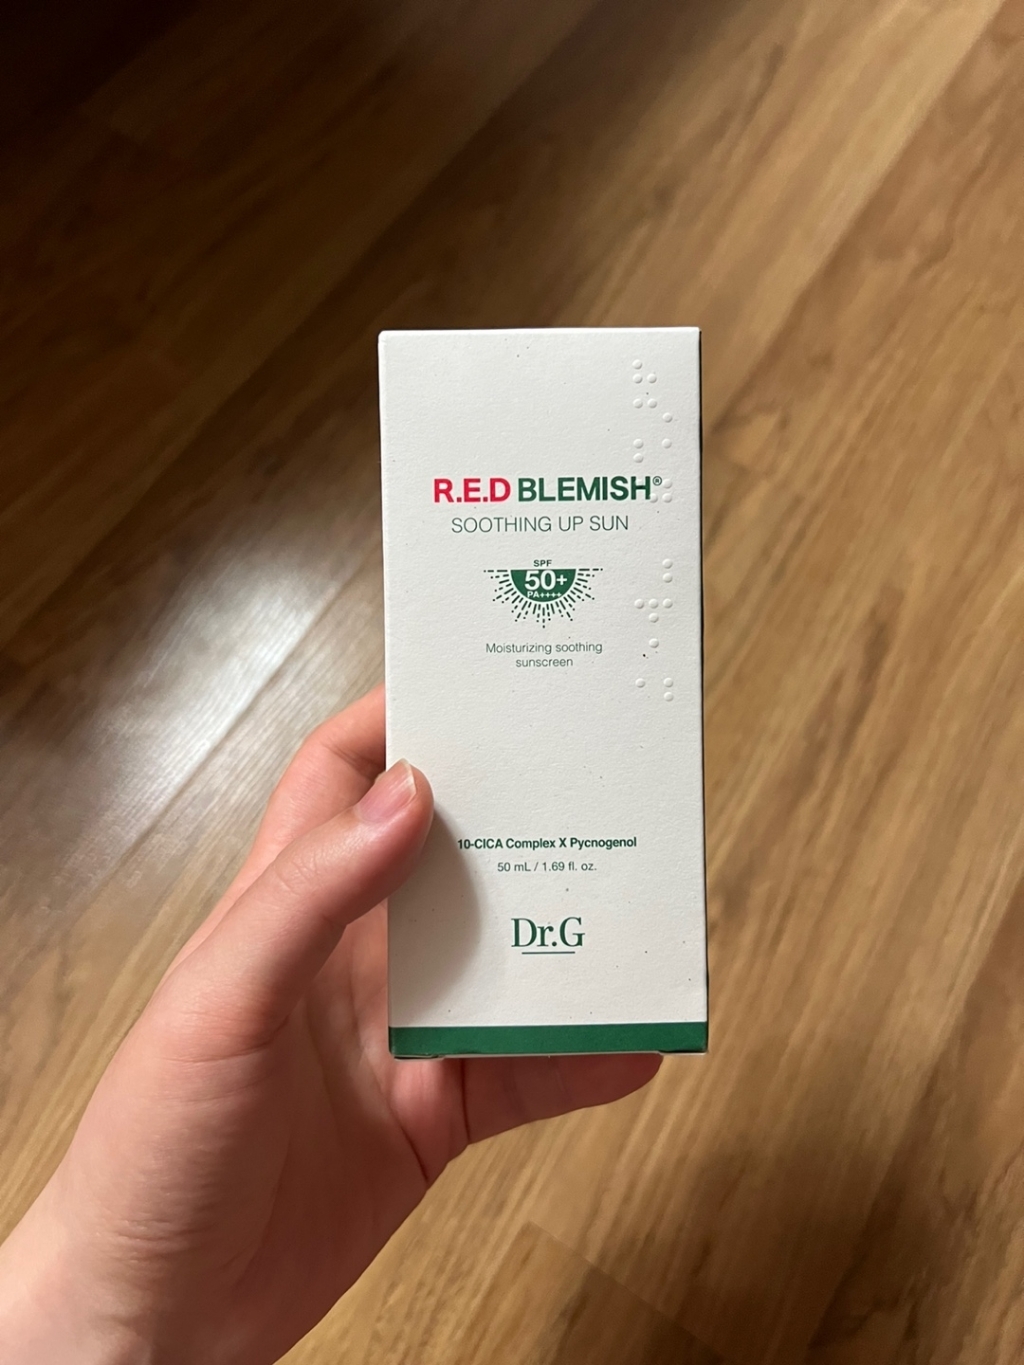 R.E.D BLEMISH®
SOOTHING UP SUN
SPF
50+
PA++++
Moisturizing soothing
sunscreen
10-CICA Complex X Pycnogenol
50 mL / 1.69 fl. oz.
Dr.G